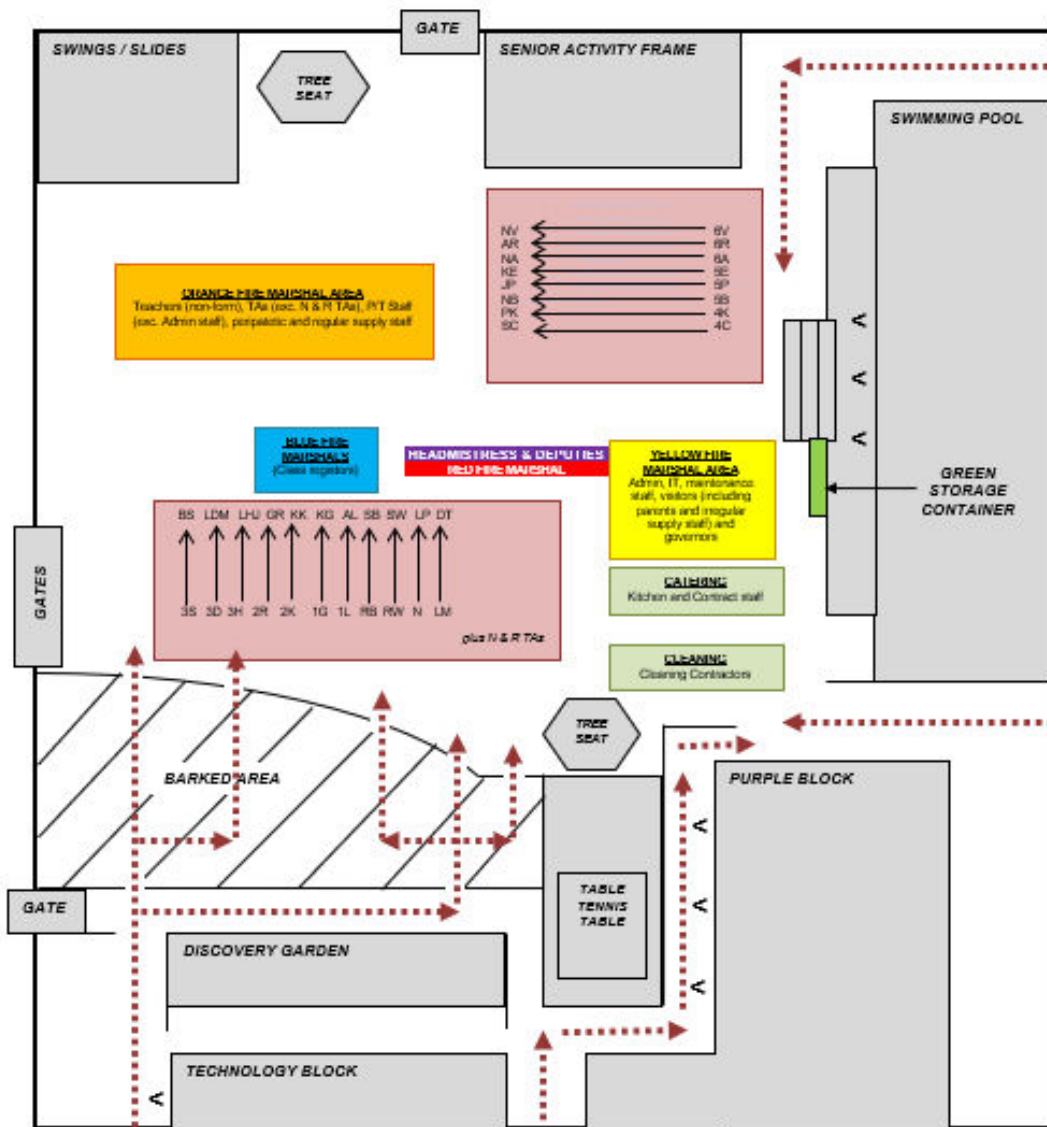 GATE
SWINGS / SLIDES
TREE
SEAT
SENIOR ACTIVITY FRAME
SWIMMING POOL
NV 6V
AR 6R
NA 6A
KE 5E
JP 5P
NB 5B
PK 4K
SC 4C
ORANGE FIRE MARSHAL AREA
Teachers (non-form), TAs (exc. N & R TAs), P/T Staff
(exc. Admin staff), peripatetic and regular supply staff
BLUE FIRE
MARSHALS
(Class registers)
HEADMISTRESS & DEPUTIES
RED FIRE MARSHAL
YELLOW FIRE
MARSHAL AREA
Admin, IT, maintenance
staff, visitors (including
parents and irregular
supply staff) and
governors
GREEN
STORAGE
CONTAINER
BS LDM LHJ GR KK KG AL SB SW LP DT
3S 3D 3H 2R 2K 1G 1L RB RW N LM
plus N & R TAs
GATES
CATERING
Kitchen and Contract staff
CLEANING
Cleaning Contractors
TREE
SEAT
BARKED AREA
PURPLE BLOCK
TABLE
TENNIS
TABLE
GATE
DISCOVERY GARDEN
TECHNOLOGY BLOCK